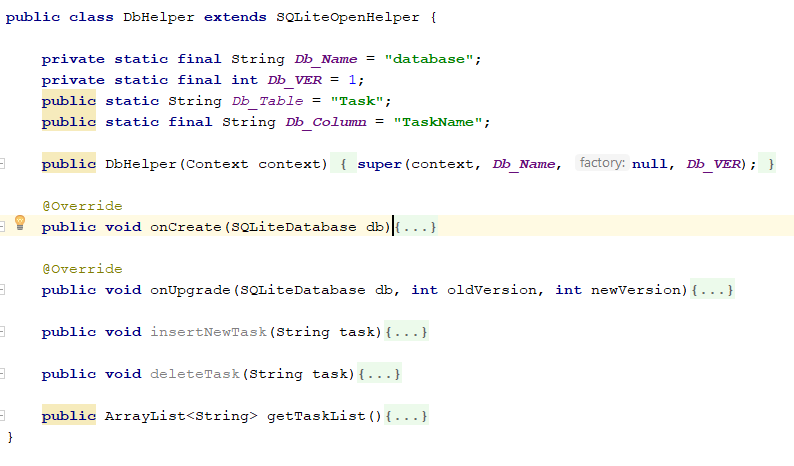 public class DbHelper extends SQLiteOpenHelper {
private static final String Db_Name = "database";
private static final int Db_VER = 1;
public static String Db_Table = "Task";
public static final String Db_Column = "TaskName";
public DbHelper(Context context) { super(context, Db_Name, factory: null, Db_VER); }
@Override
public void onCreate(SQLiteDatabase db){...}
@Override
public void onUpgrade(SQLiteDatabase db, int oldVersion, int newVersion){...}
public void insertNewTask(String task){...}
public void deleteTask(String task){...}
public ArrayList<String> getTaskList(){...}
}